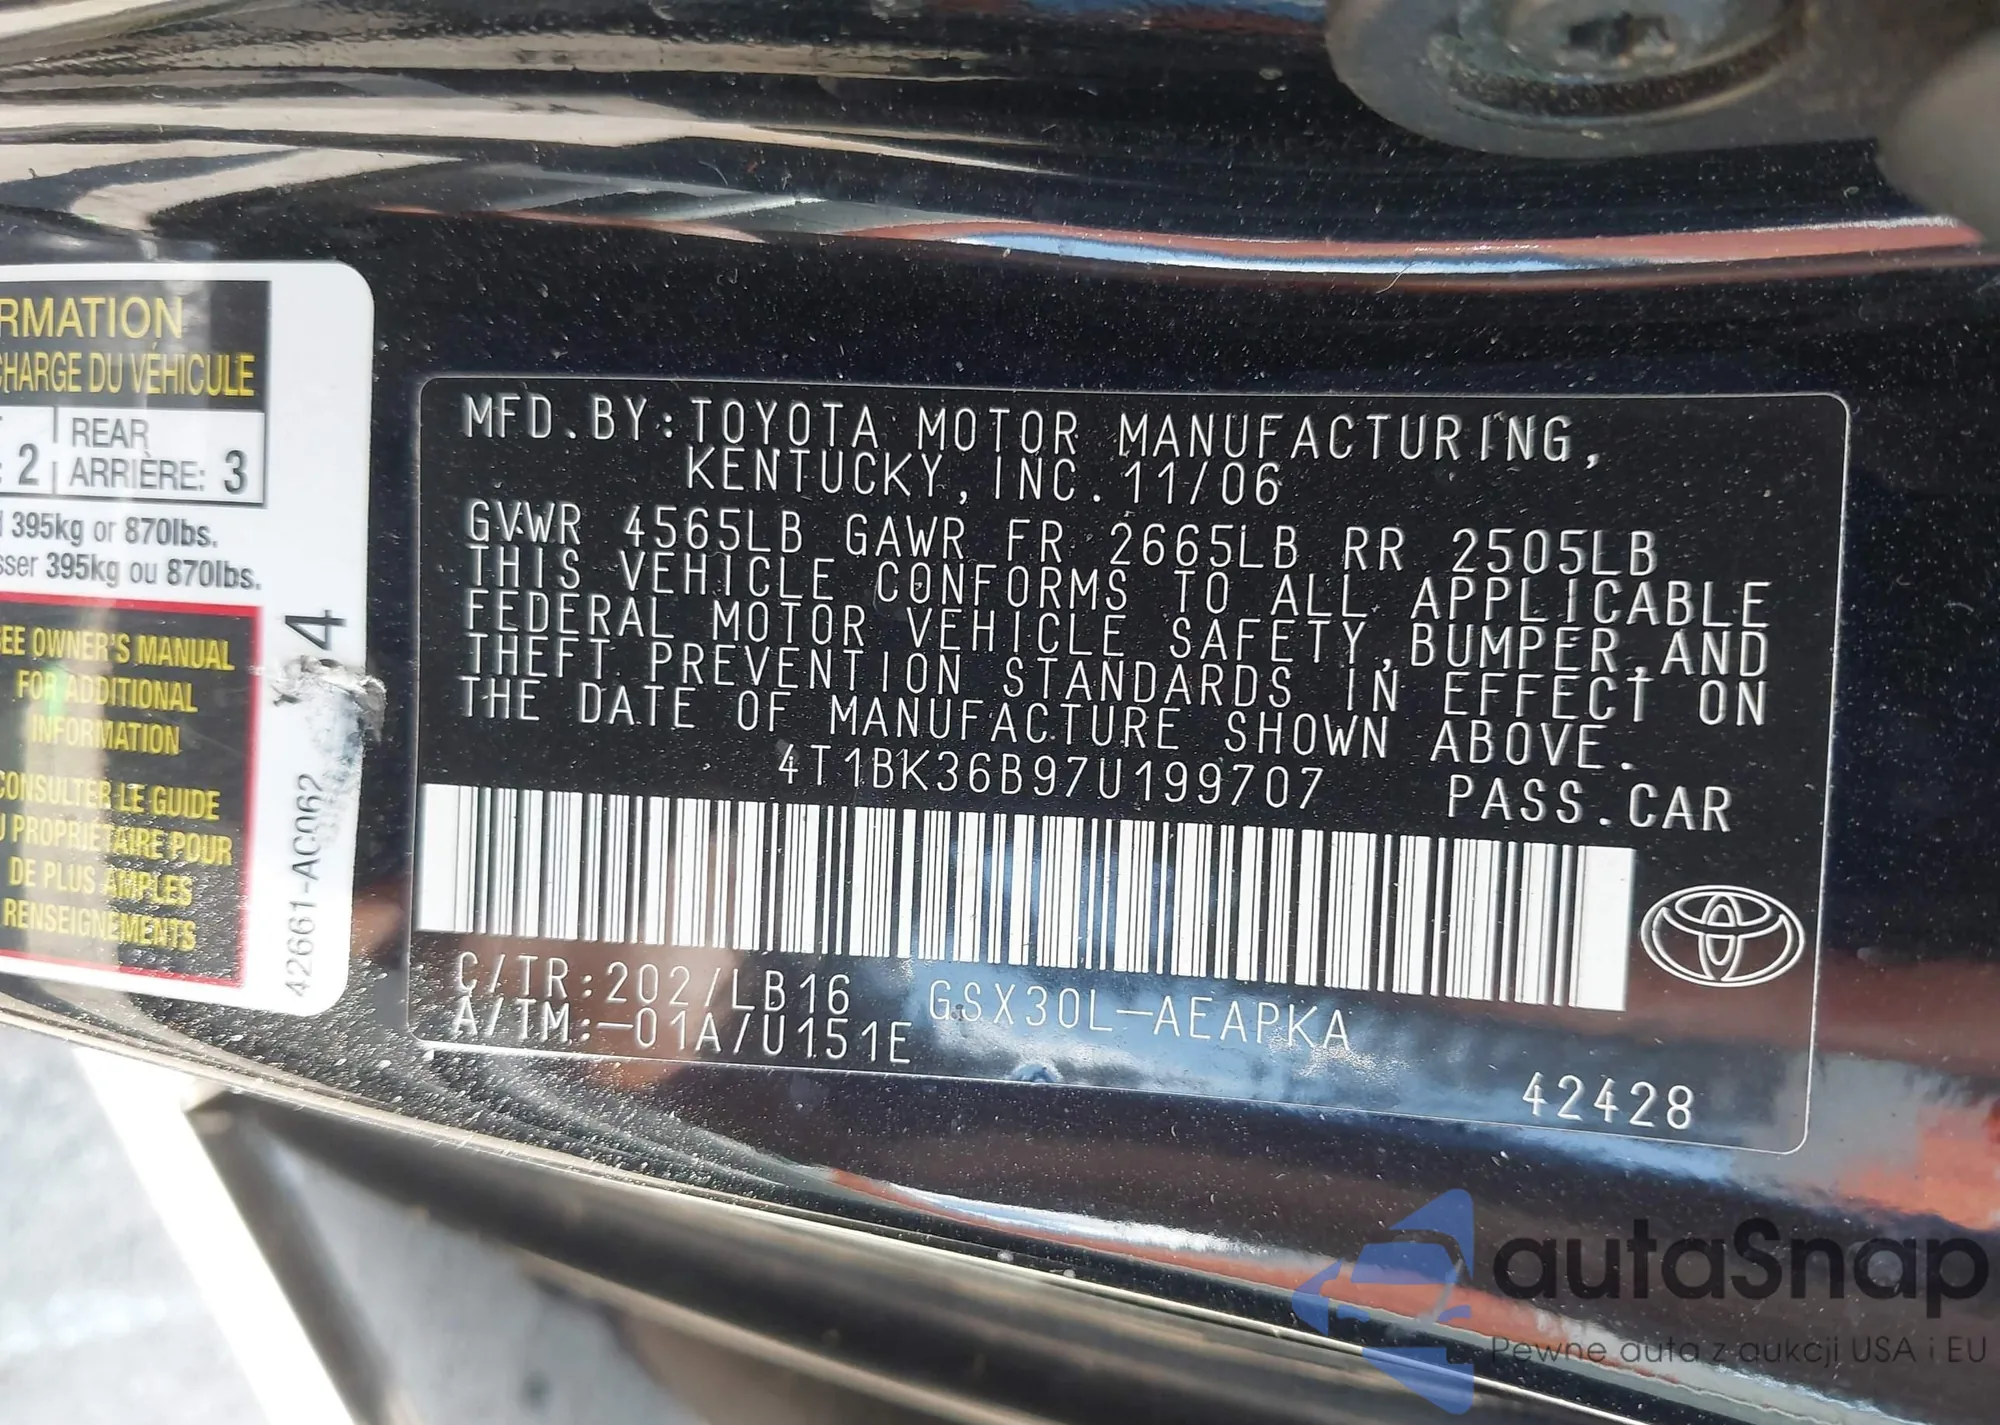 RMATION
CHARGE DU VÉHICULE
2
REAR
ARRIÈRE: 3
395kg or 870lbs.
sser 395kg ou 870lbs.
EE OWNER'S MANUAL
FOR ADDITIONAL
INFORMATION
CONSULTER LE GUIDE
U PROPRIÉTAIRE POUR
DE PLUS AMPLES
RENSEIGNEMENTS
42661-AC062
4
MFD.BY:TOYOTA MOTOR MANUFACTURING,
KENTUCKY,INC.11/06
GVWR 4565LB GAWR FR 2665LB RR 2505LB
THIS VEHICLE CONFORMS TO ALL APPLICABLE
FEDERAL MOTOR VEHICLE SAFETY,BUMPER,AND
THEFT PREVENTION STANDARDS IN EFFECT ON
THE DATE OF MANUFACTURE SHOWN ABOVE.
4T1BK36B97U199707 PASS.CAR
C/TR:202/LB16 GSX30L-AEAPKA
A/TM:-01A/U151E
42428
autaSnap
Pewne auta z aukcji USA i EU